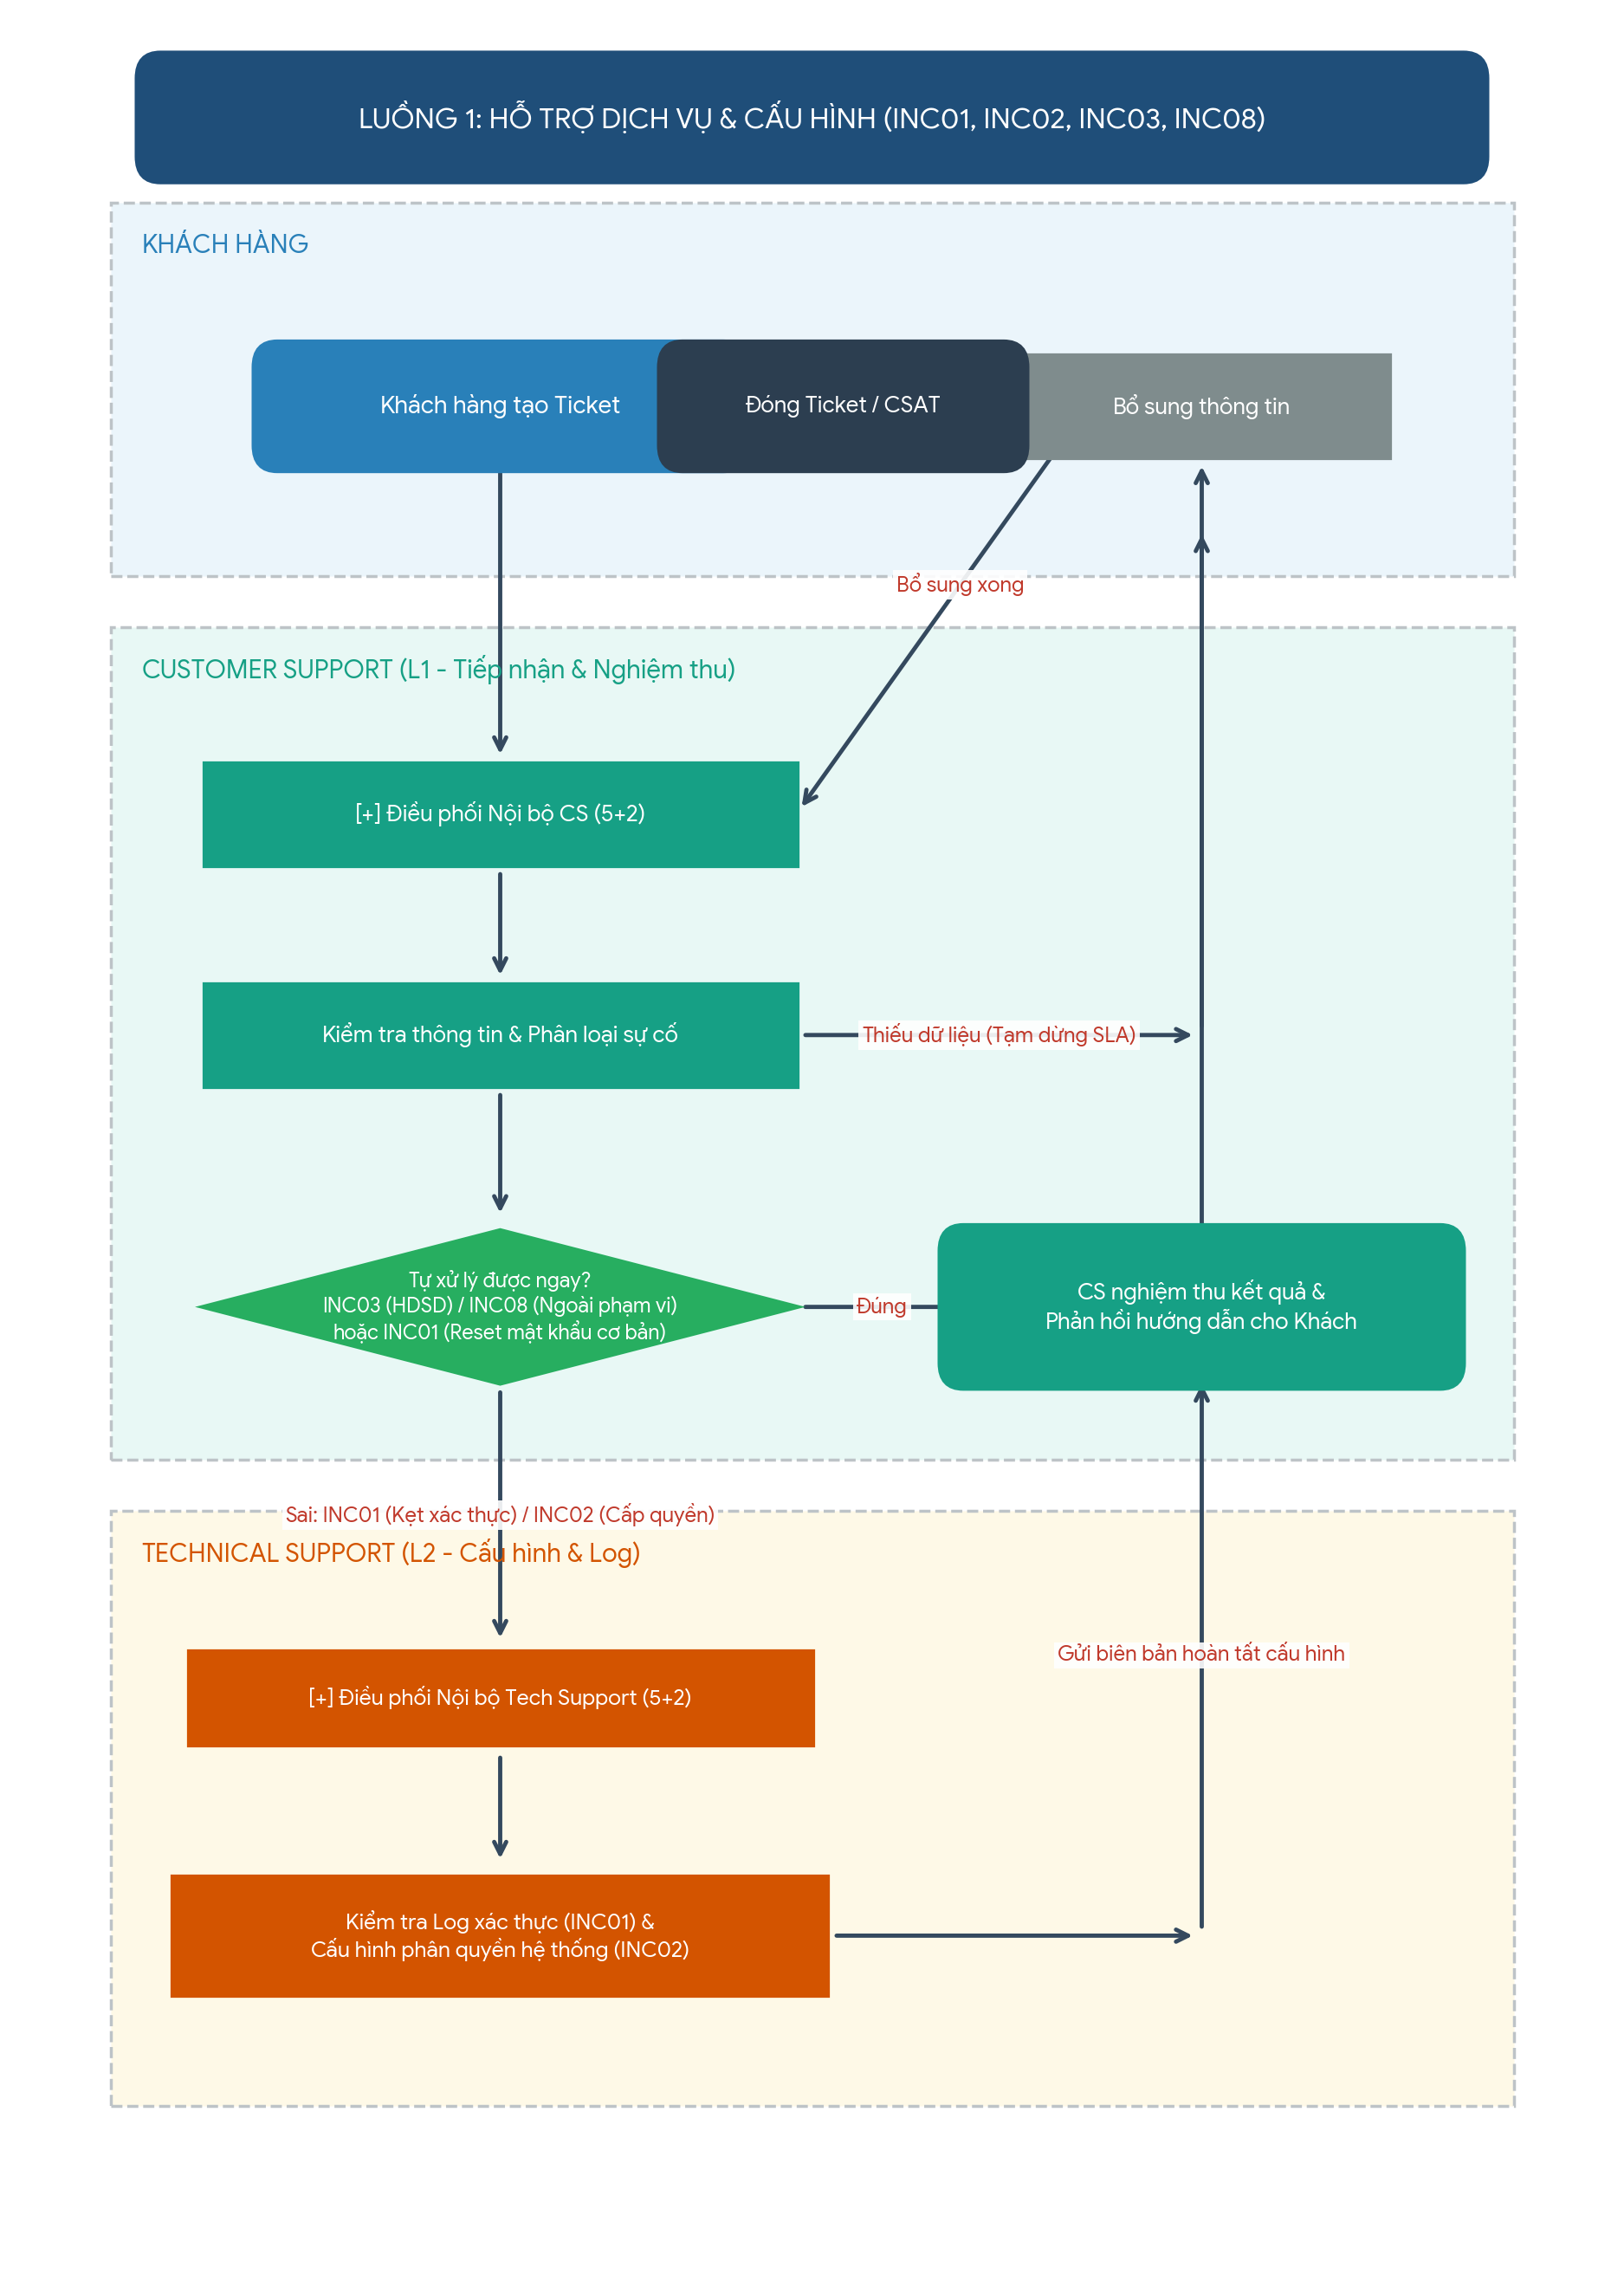 LUỒNG 1: HỖ TRỢ DỊCH VỤ & CẤU HÌNH (INC01, INC02, INC03, INC08)
KHÁCH HÀNG
Khách hàng tạo Ticket
Đóng Ticket / CSAT
Bổ sung thông tin
Bổ sung xong
CUSTOMER SUPPORT (L1 - Tiếp nhận & Nghiệm thu)
[+] Điều phối Nội bộ CS (5+2)
Kiểm tra thông tin & Phân loại sự cố
Thiếu dữ liệu (Tạm dừng SLA)
Tự xử lý được ngay?
INC03 (HDSD) / INC08 (Ngoài phạm vi)
hoặc INC01 (Reset mật khẩu cơ bản)
Đúng
CS nghiệm thu kết quả &
Phản hồi hướng dẫn cho Khách
Sai: INC01 (Kẹt xác thực) / INC02 (Cấp quyền)
TECHNICAL SUPPORT (L2 - Cấu hình & Log)
[+] Điều phối Nội bộ Tech Support (5+2)
Gửi biên bản hoàn tất cấu hình
Kiểm tra Log xác thực (INC01) &
Cấu hình phân quyền hệ thống (INC02)